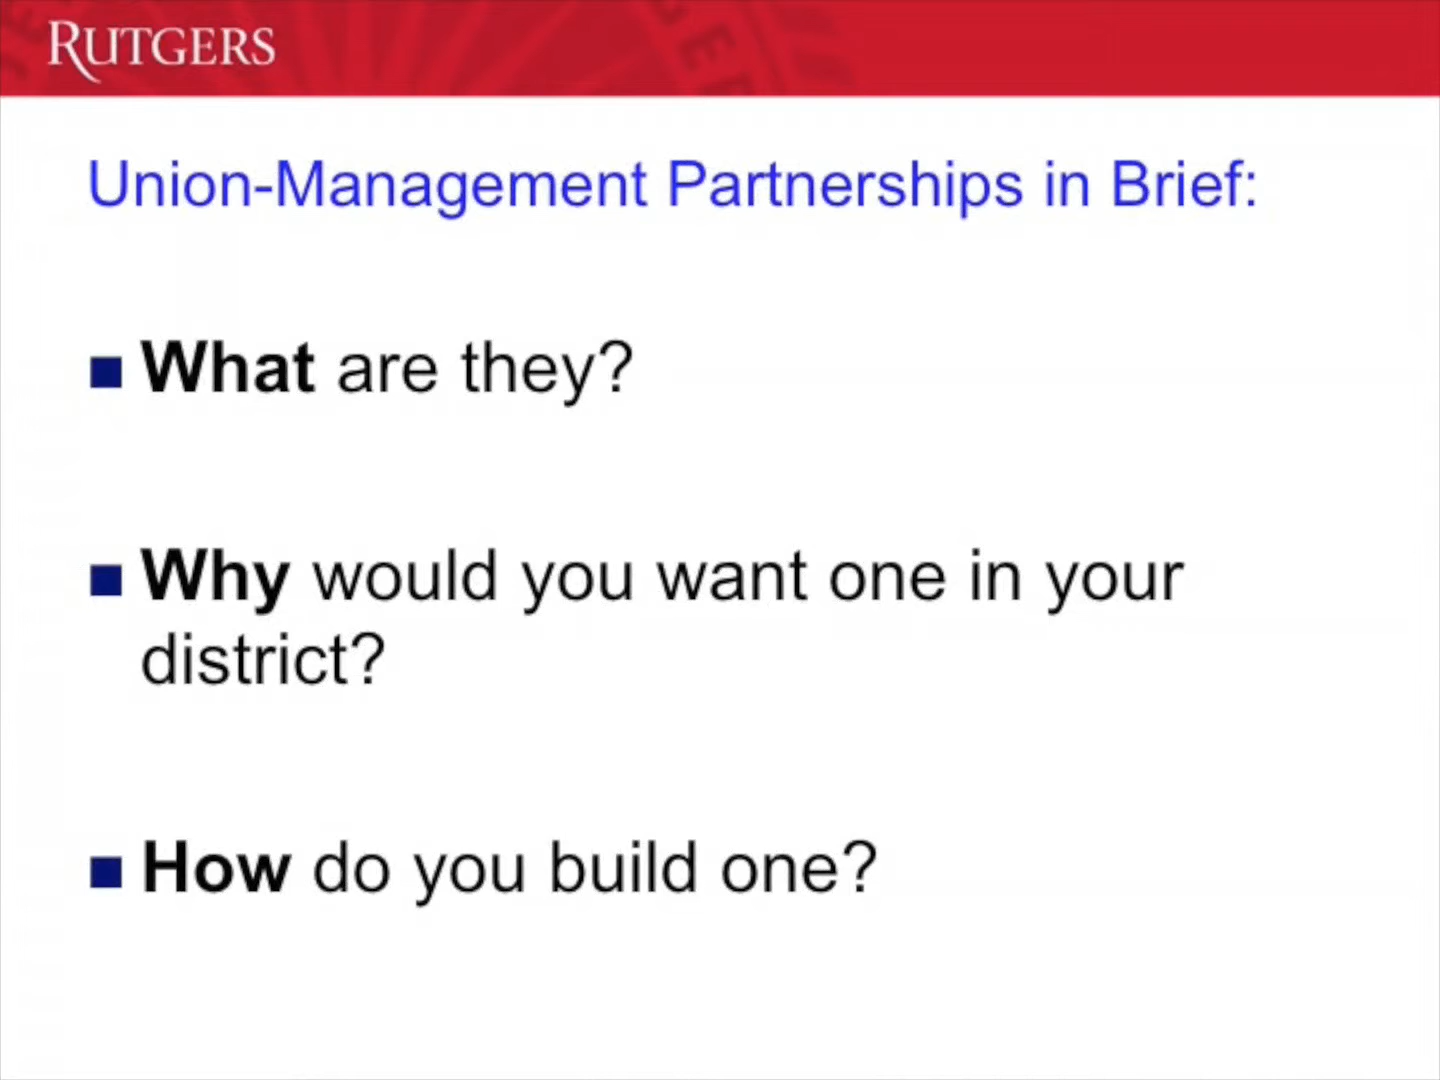 RUTGERS
Union-Management Partnerships in Brief:
What are they?
Why would you want one in your
district?
How do you build one?